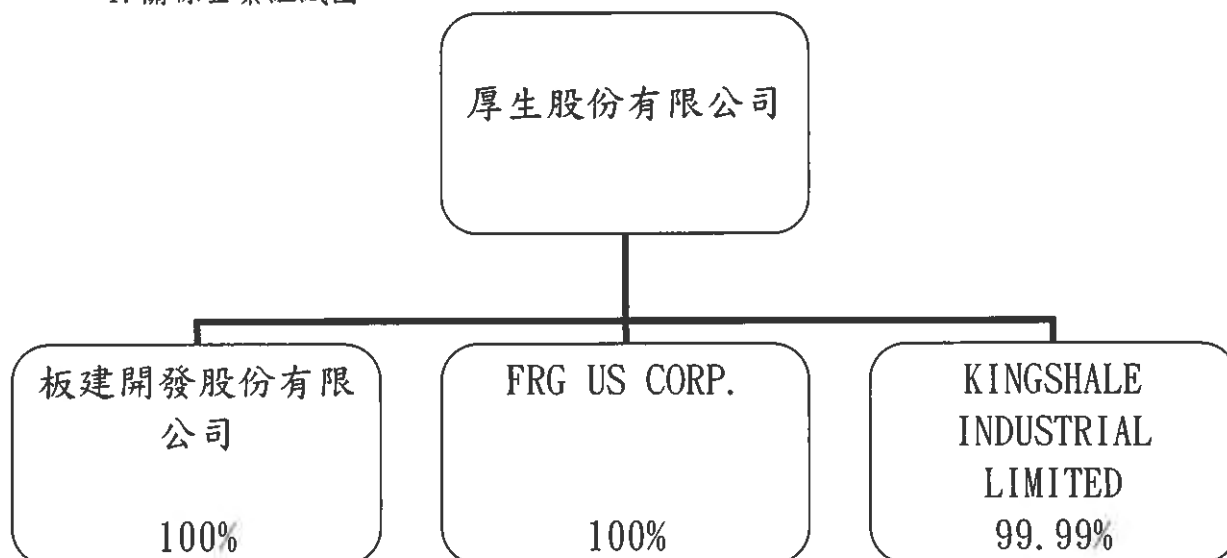 厚生股份有限公司
板建開發股份有限
公司
100%
FRG US CORP.
100%
KINGSHALE
INDUSTRIAL
LIMITED
99.99%